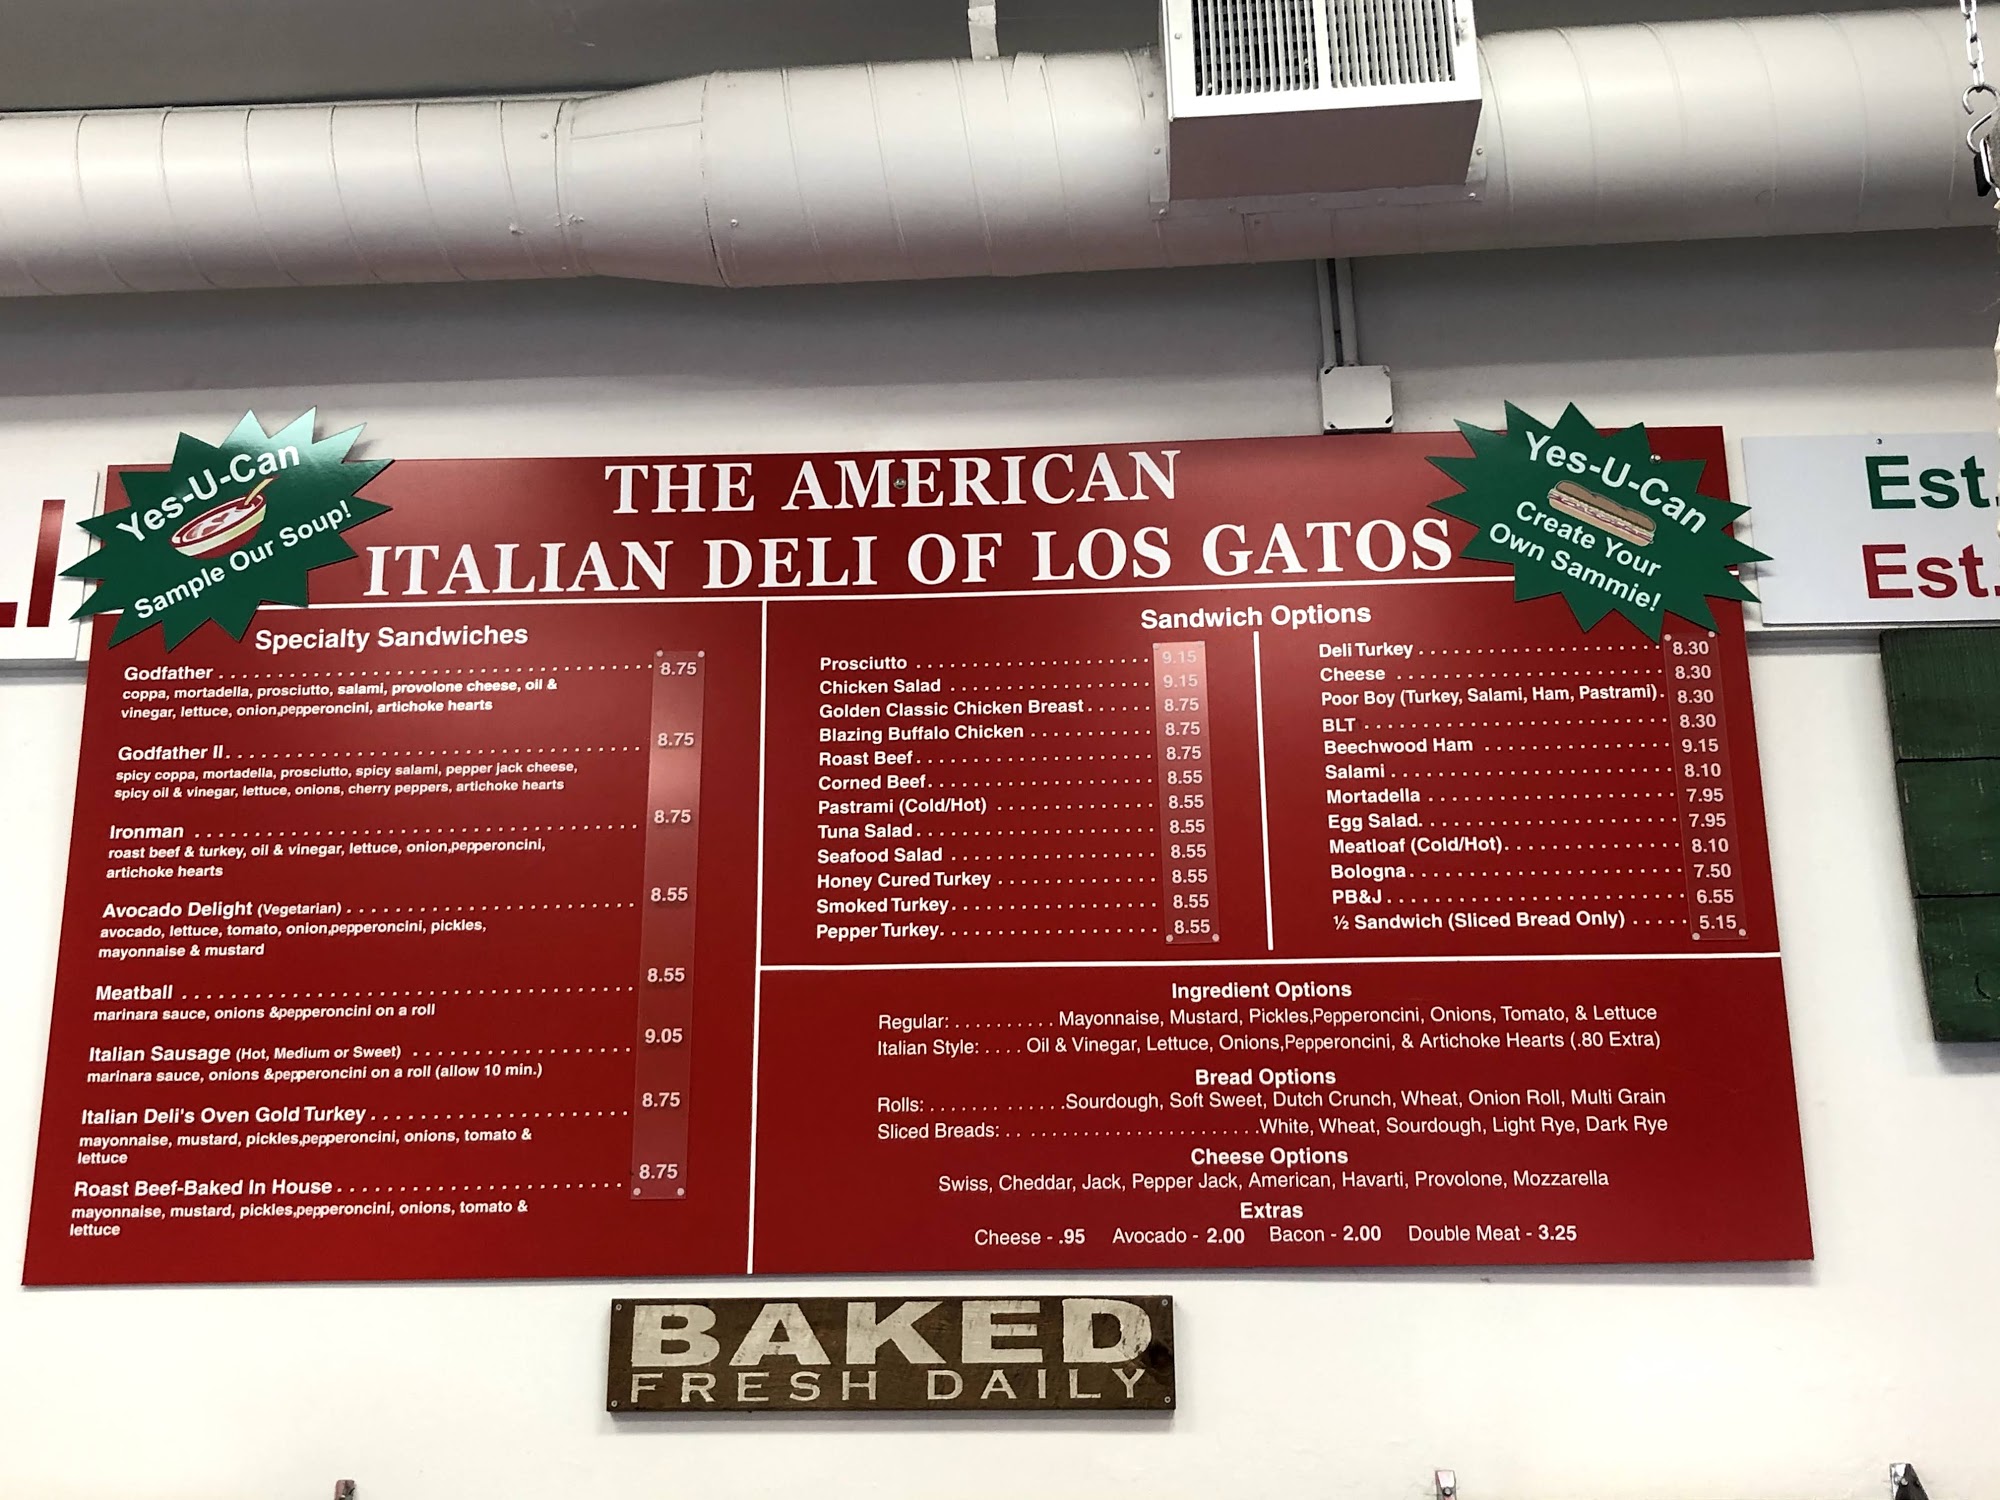 Yes-U-Can
Sample Our Soup!
THE AMERICAN
ITALIAN DELI OF LOS GATOS
Yes-U-Can
Create Your
Own Sammie!
Est.
Est.
LI
Specialty Sandwiches
Godfather . . . . . . . . . . 8.75
coppa, mortadella, prosciutto, salami, provolone cheese, oil &
vinegar, lettuce, onion,pepperoncini, artichoke hearts
Godfather II. . . . . . . . . . 8.75
spicy coppa, mortadella, prosciutto, spicy salami, pepper jack cheese,
spicy oil & vinegar, lettuce, onions, cherry peppers, artichoke hearts
Ironman . . . . . . . . . . 8.75
roast beef & turkey, oil & vinegar, lettuce, onion,pepperoncini,
artichoke hearts
Avocado Delight (Vegetarian) . . . . . . . . . . 8.55
avocado, lettuce, tomato, onion,pepperoncini, pickles,
mayonnaise & mustard
Meatball . . . . . . . . . . 8.55
marinara sauce, onions &pepperoncini on a roll
Italian Sausage (Hot, Medium or Sweet) . . . . . . . . . . 9.05
marinara sauce, onions &pepperoncini on a roll (allow 10 min.)
Italian Deli's Oven Gold Turkey . . . . . . . . . . 8.75
mayonnaise, mustard, pickles,pepperoncini, onions, tomato &
lettuce
Roast Beef-Baked In House . . . . . . . . . . 8.75
mayonnaise, mustard, pickles,pepperoncini, onions, tomato &
lettuce
Sandwich Options
Prosciutto . . . . . . . . . . 9.15
Chicken Salad . . . . . . . . . . 9.15
Golden Classic Chicken Breast . . . . . . 8.75
Blazing Buffalo Chicken . . . . . . . . . . 8.75
Roast Beef . . . . . . . . . . 8.75
Corned Beef. . . . . . . . . . 8.55
Pastrami (Cold/Hot) . . . . . . . . . . 8.55
Tuna Salad . . . . . . . . . . 8.55
Seafood Salad . . . . . . . . . . 8.55
Honey Cured Turkey . . . . . . . . . . 8.55
Smoked Turkey. . . . . . . . . . 8.55
Pepper Turkey. . . . . . . . . . 8.55
Deli Turkey . . . . . . . . . . 8.30
Cheese . . . . . . . . . . 8.30
Poor Boy (Turkey, Salami, Ham, Pastrami) . 8.30
BLT . . . . . . . . . . 8.30
Beechwood Ham . . . . . . . . . . 9.15
Salami . . . . . . . . . . 8.10
Mortadella . . . . . . . . . . 7.95
Egg Salad. . . . . . . . . . 7.95
Meatloaf (Cold/Hot). . . . . . . . . . 8.10
Bologna . . . . . . . . . . 7.50
PB&J . . . . . . . . . . 6.55
½ Sandwich (Sliced Bread Only) . . . . . 5.15
Ingredient Options
Regular: . . . . . . . . . . Mayonnaise, Mustard, Pickles,Pepperoncini, Onions, Tomato, & Lettuce
Italian Style: . . . . Oil & Vinegar, Lettuce, Onions,Pepperoncini, & Artichoke Hearts (.80 Extra)
Bread Options
Rolls: . . . . . . . . . . Sourdough, Soft Sweet, Dutch Crunch, Wheat, Onion Roll, Multi Grain
Sliced Breads: . . . . . . . . . . White, Wheat, Sourdough, Light Rye, Dark Rye
Cheese Options
Swiss, Cheddar, Jack, Pepper Jack, American, Havarti, Provolone, Mozzarella
Extras
Cheese - .95 Avocado - 2.00 Bacon - 2.00 Double Meat - 3.25
BAKED
FRESH DAILY